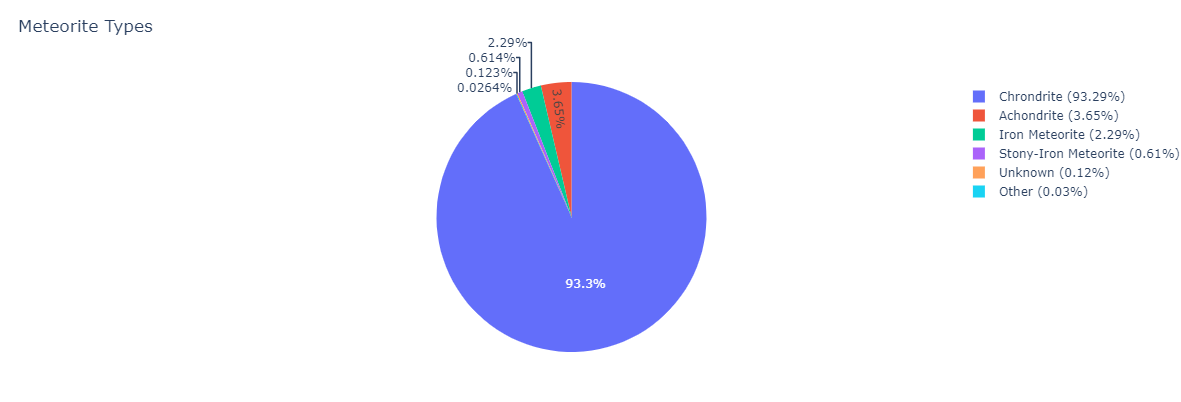 Meteorite Types
2.29%
0.614%
0.123%
0.0264%
3.65%
93.3%
Chrondrite (93.29%)
Achondrite (3.65%)
Iron Meteorite (2.29%)
Stony-Iron Meteorite (0.61%)
Unknown (0.12%)
Other (0.03%)